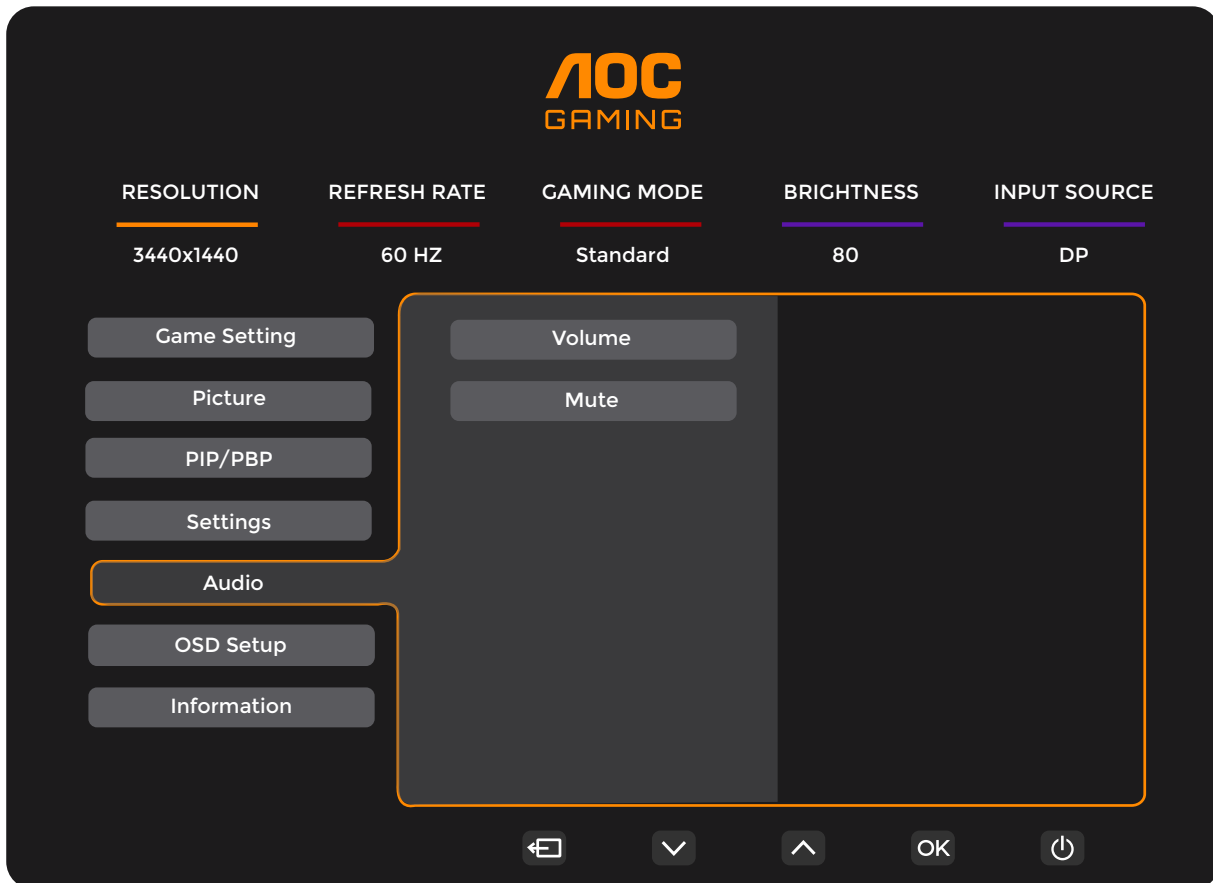 AOC
GAMING
RESOLUTION REFRESH RATE GAMING MODE BRIGHTNESS INPUT SOURCE
3440x1440 60 HZ Standard 80 DP
Game Setting Volume
Picture Mute
PIP/PBP
Settings
Audio
OSD Setup
Information
OK